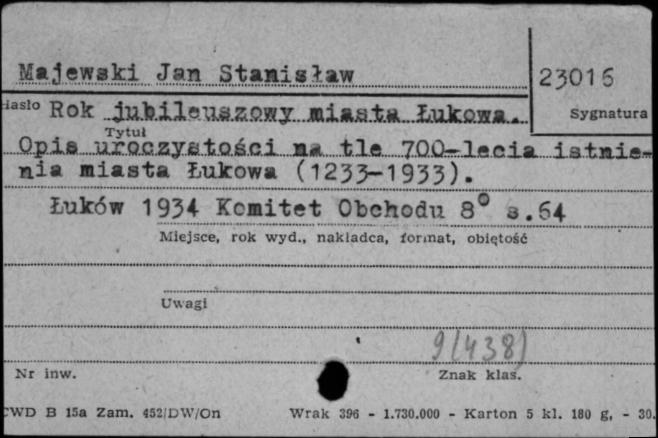 Majewski Jan Stanisław
23016
Hasło Rok jubileuszowy miasta Łukowa.
Sygnatura
Tytuł
Opis uroczystości na tle 700-lecia istnie-
nia miasta Łukowa (1233-1933).
Łuków 1934 Komitet Obchodu 8° s.64
Miejsce, rok wyd., nakładca, format, objętość
Uwagi
9(438)
Nr inw.
Znak klas.
CWD B 15a Zam. 452/DW/On Wrak 396 - 1.730.000 - Karton 5 kl. 180 g, - 30.